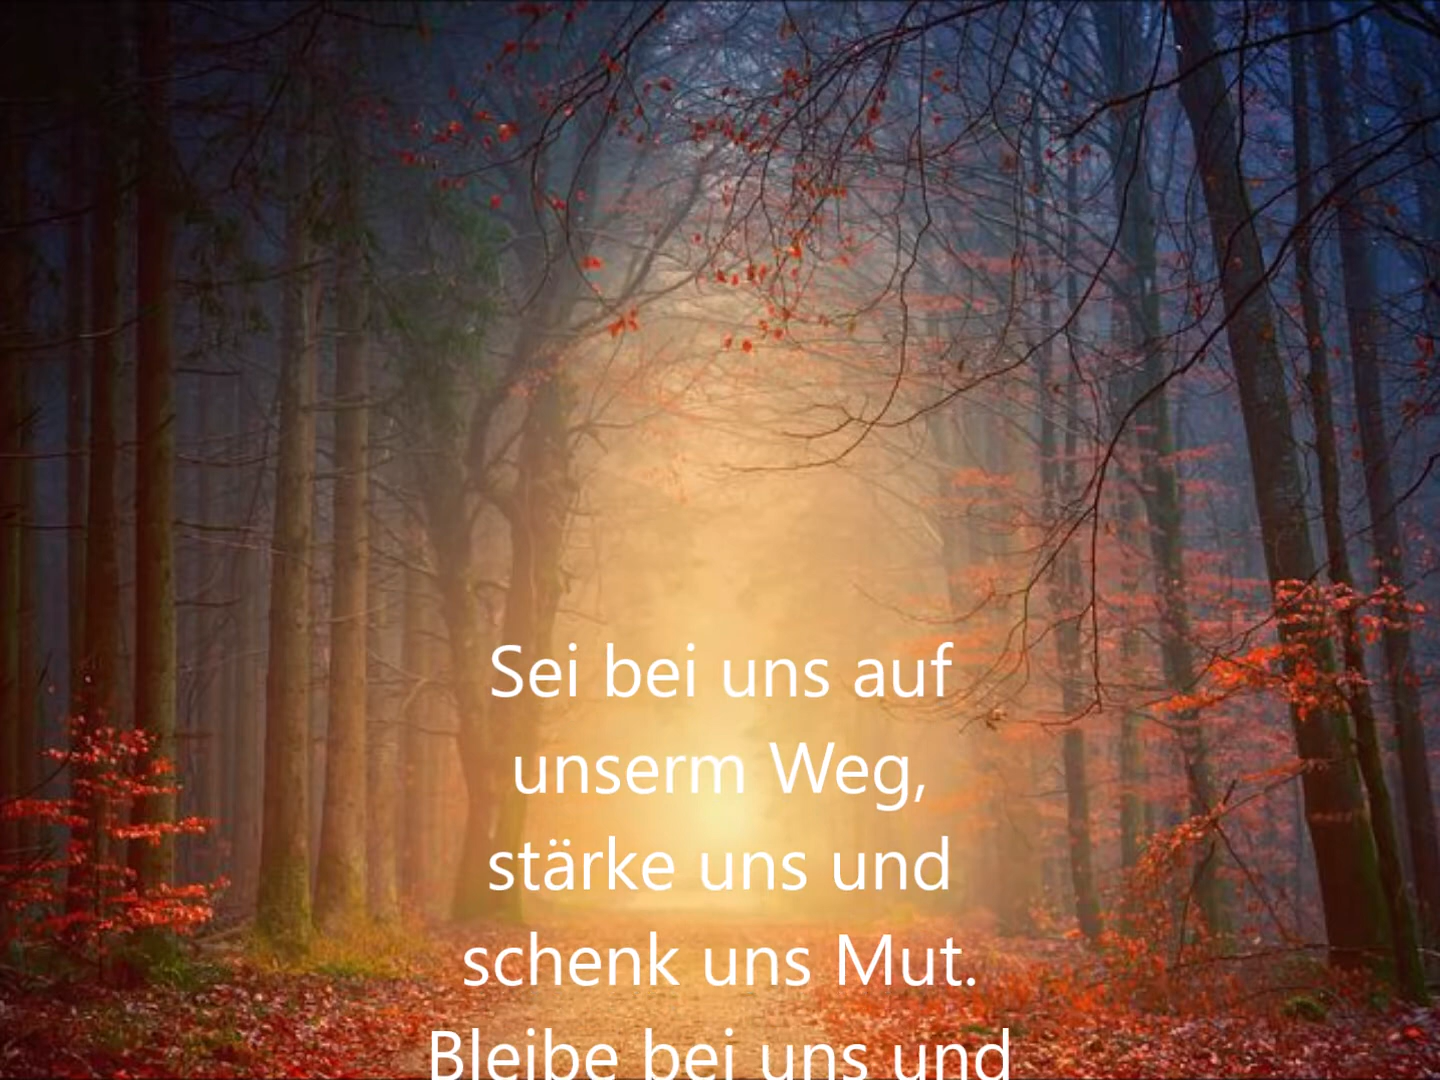 Sei bei uns auf
unserm Weg,
stärke uns und
schenk uns Mut.
Bleibe bei uns und